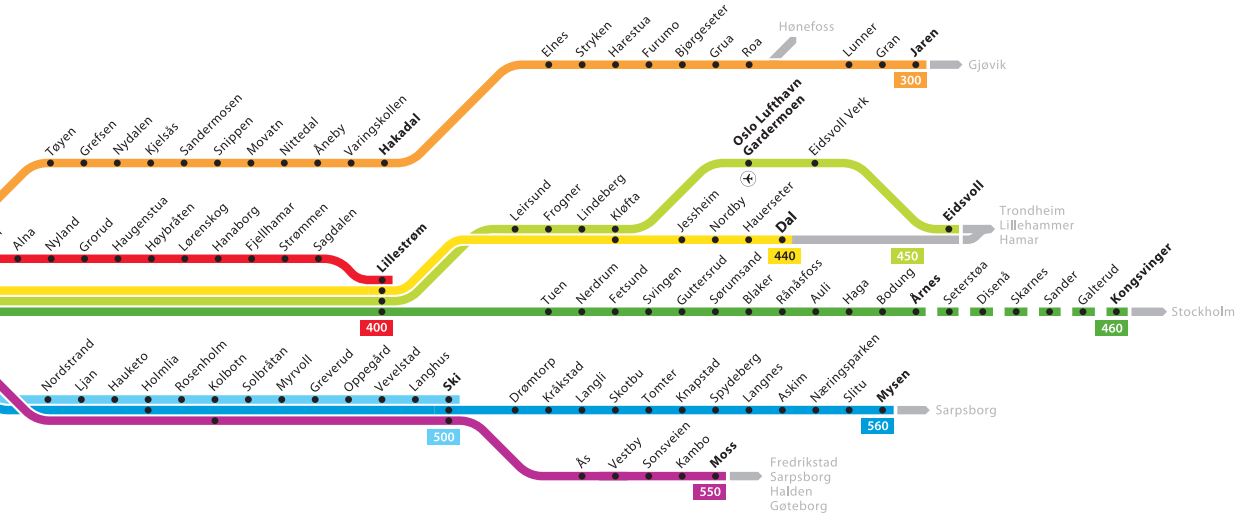 Hønefoss
Elnes
Stryken
Harestua
Furumo
Bjørgeseter
Grua
Roa
Lunner
Gran
Jaren
Gjøvik
300
Tøyen
Grefsen
Nydalen
Kjelsås
Sandermosen
Snippen
Movatn
Nittedal
Åneby
Varingskollen
Hakadal
Oslo Lufthavn
Gardermoen
Eidsvoll Verk
Leirsund
Frogner
Lindeberg
Kløfta
Eidsvoll
Trondheim
Lillehammer
Hamar
450
Jessheim
Nordby
Hauerseter
Dal
440
Alna
Nyland
Grorud
Haugenstua
Høybråten
Lørenskog
Hanaborg
Fjellhamar
Strømmen
Sagdalen
Lillestrøm
400
Tuen
Nerdrum
Fetsund
Svingen
Guttersrud
Sørumsand
Blaker
Rånåsfoss
Auli
Haga
Bodung
Årnes
Seterstøa
Disenå
Skarnes
Sander
Galterud
Kongsvinger
Stockholm
460
Nordstrand
Ljan
Hauketo
Holmlia
Rosenholm
Kolbotn
Solbråtan
Myrvoll
Greverud
Oppegård
Vevelstad
Langhus
Ski
500
Drømtorp
Kråkstad
Langli
Skotbu
Tomter
Knapstad
Spydeberg
Langnes
Askim
Næringsparken
Slitu
Mysen
Sarpsborg
560
Ås
Vestby
Sonsveien
Kambo
Moss
550
Fredrikstad
Sarpsborg
Halden
Gøteborg